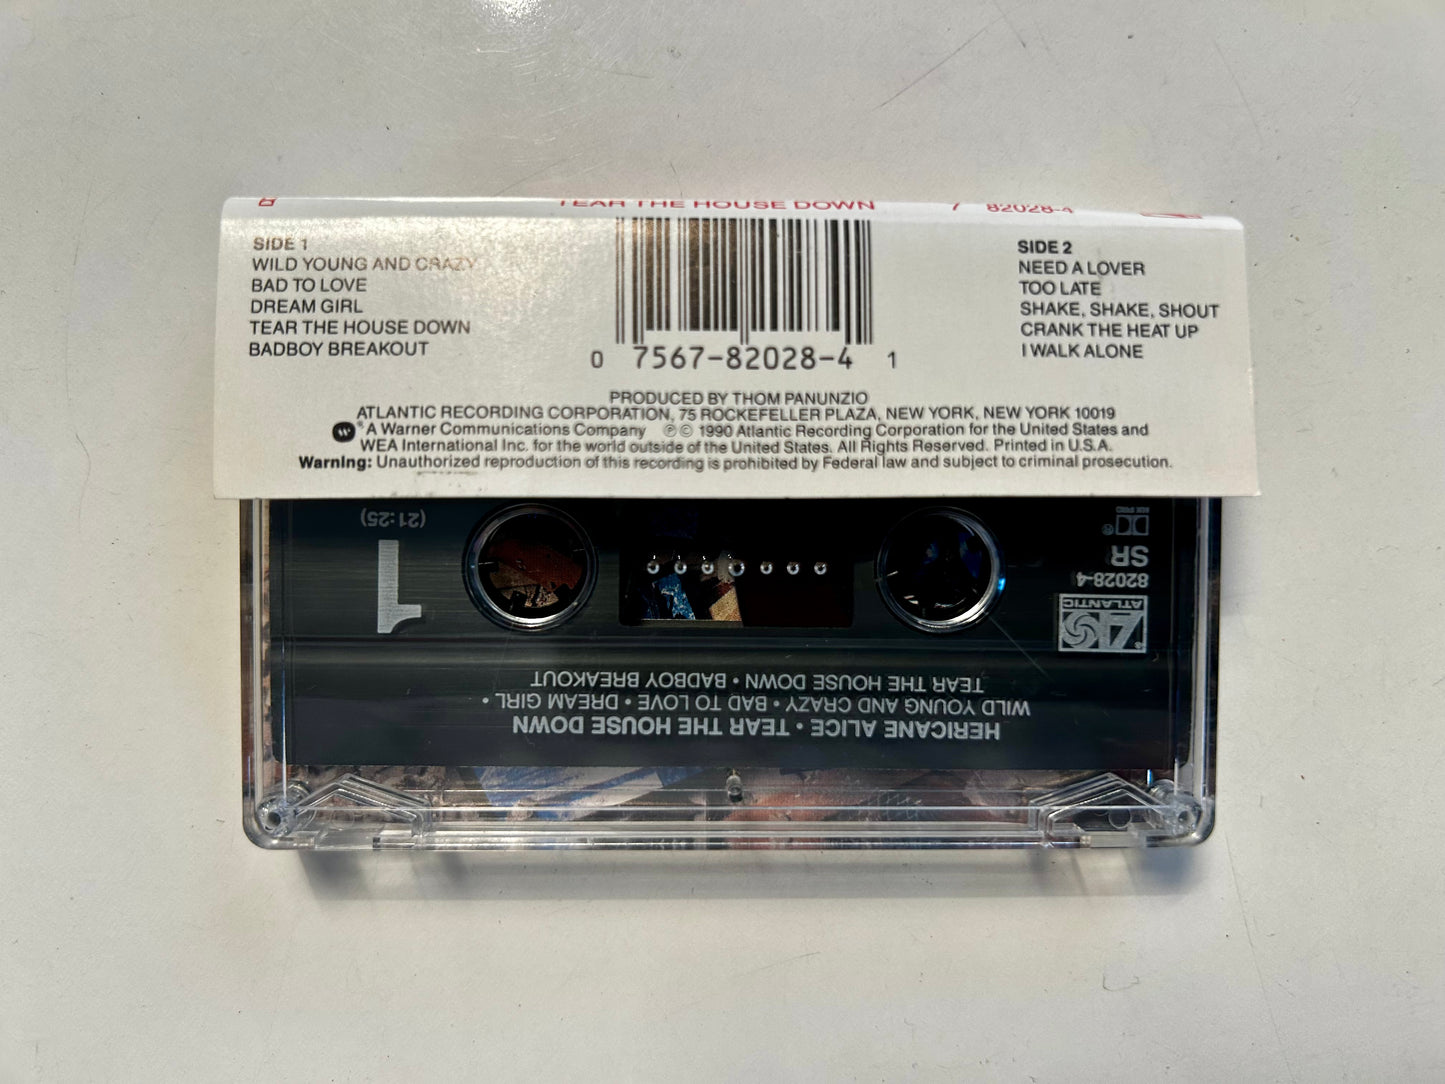 TEAR THE HOUSE DOWN 7 82028-4
SIDE 1
WILD YOUNG AND CRAZY
BAD TO LOVE
DREAM GIRL
TEAR THE HOUSE DOWN
BADBOY BREAKOUT
0 7567-82028-4 1
SIDE 2
NEED A LOVER
TOO LATE
SHAKE, SHAKE, SHOUT
CRANK THE HEAT UP
I WALK ALONE
PRODUCED BY THOM PANUNZIO
ATLANTIC RECORDING CORPORATION, 75 ROCKEFELLER PLAZA, NEW YORK, NEW YORK 10019
® A Warner Communications Company ℗© 1990 Atlantic Recording Corporation for the United States and
WEA International Inc. for the world outside of the United States. All Rights Reserved. Printed in U.S.A.
Warning: Unauthorized reproduction of this recording is prohibited by Federal law and subject to criminal prosecution.
HERICANE ALICE • TEAR THE HOUSE DOWN
WILD YOUNG AND CRAZY • BAD TO LOVE • DREAM GIRL •
TEAR THE HOUSE DOWN • BADBOY BREAKOUT
ATLANTIC ®
82028-4
SR
HX PRO
1
(21:25)